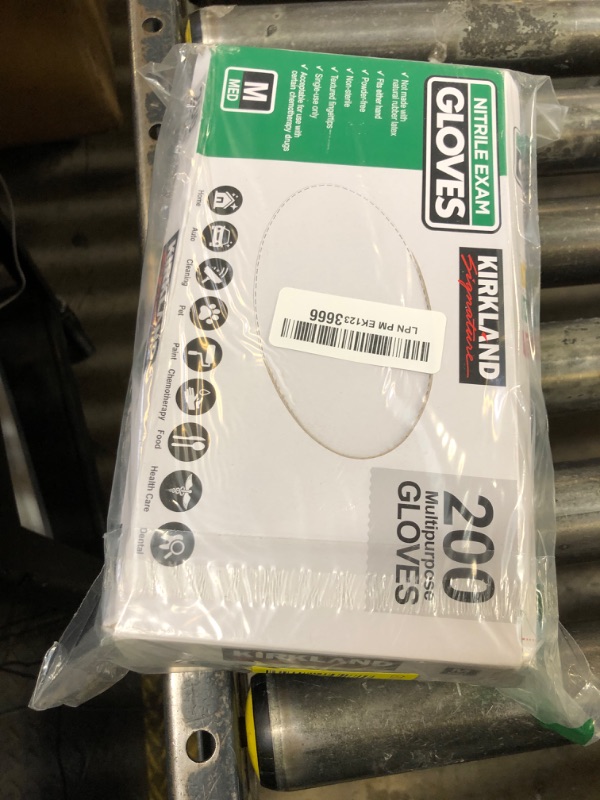 NITRILE EXAM
GLOVES
✓ Not made with
natural rubber latex
✓ Fits either hand
✓ Powder-free
✓ Non-sterile
✓ Textured fingertips
✓ Single-use only
✓ Acceptable for use with
certain chemotherapy drugs
M
MED
KIRKLAND
Signature
LPN PM EK1233666
200
Multipurpose
GLOVES
Home
Auto
Cleaning
Pet
Paint
Chemotherapy
Food
Health Care
Dental
KIRKLAND